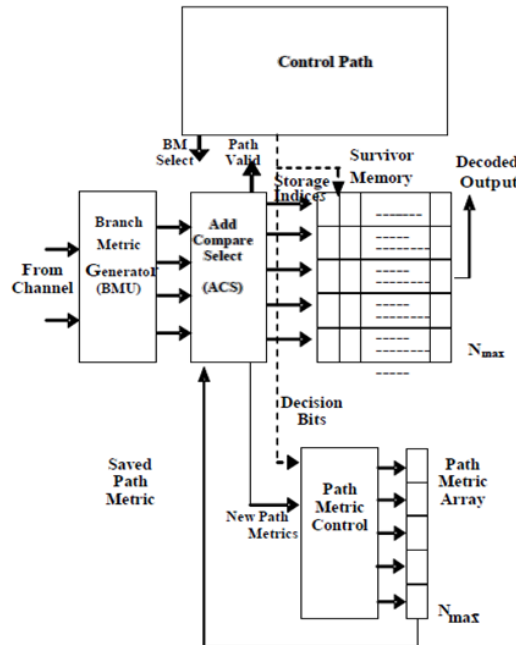 Control Path
BM
Select
Path
Valid
Survivor
Memory
Storage
Indices
Decoded
Output
Branch
Metric
Generator
(BMU)
Add
Compare
Select
(ACS)
From
Channel
Nmax
Decision
Bits
Saved
Path
Metric
Path
Metric
Control
Path
Metric
Array
New Path
Metrics
Nmax